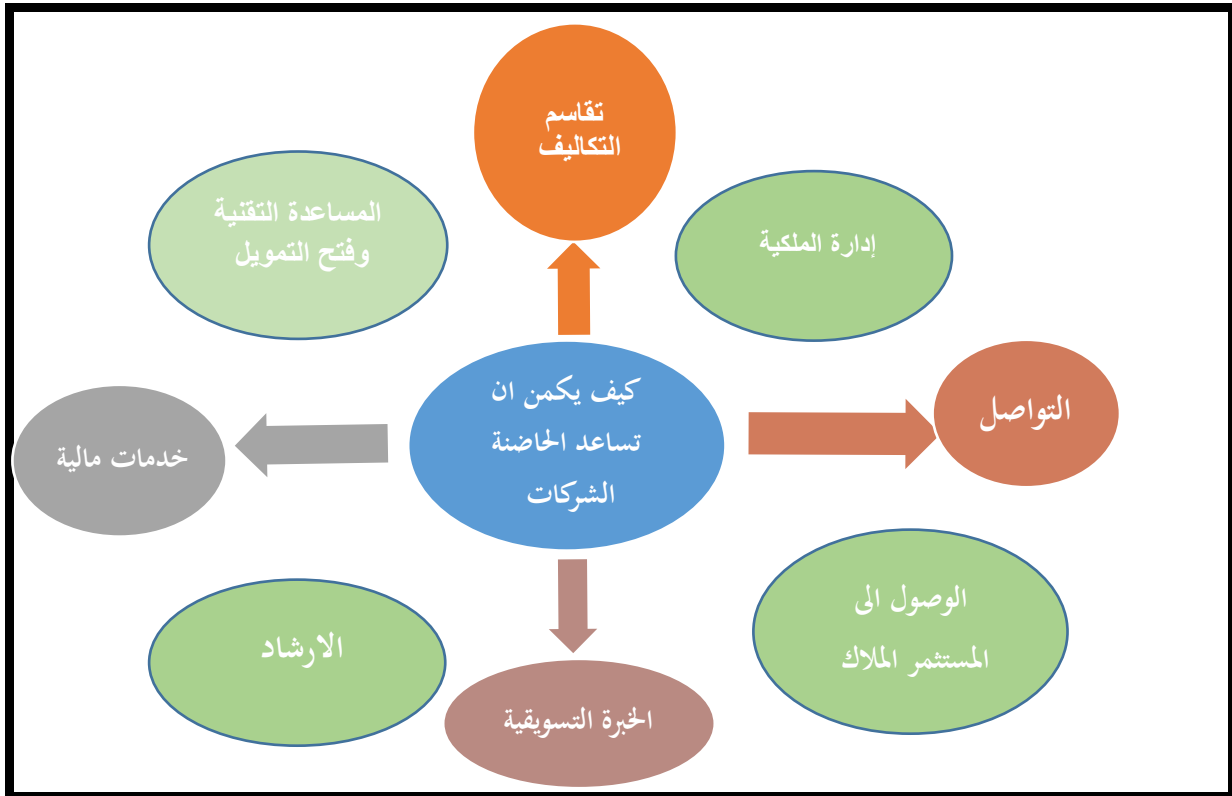 تقاسم
التكاليف
المساعدة التقنية
وفتح التمويل
إدارة الملكية
كيف يكمن ان
تساعد الحاضنة
الشركات
التواصل
خدمات مالية
الوصول الى
المستثمر الملاك
الارشاد
الخبرة التسويقية